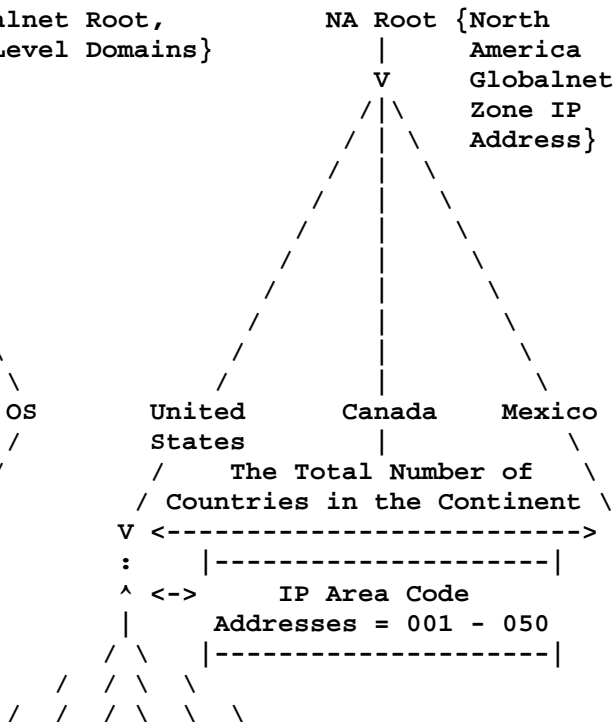 alnet Root, NA Root {North
Level Domains} | America
V Globalnet
/|\ Zone IP
/ | \ Address}
/ | \
/ | \
/ | \
/ | \
/ | \
/ | \
\ / | \
\ / | \
OS United Canada Mexico
/ States | \
/ / The Total Number of \
/ Countries in the Continent \
V <-------------------------->
: |---------------------|
^ <-> IP Area Code
| Addresses = 001 - 050
/ \ |---------------------|
/ / \ \
/ / / \ \ \